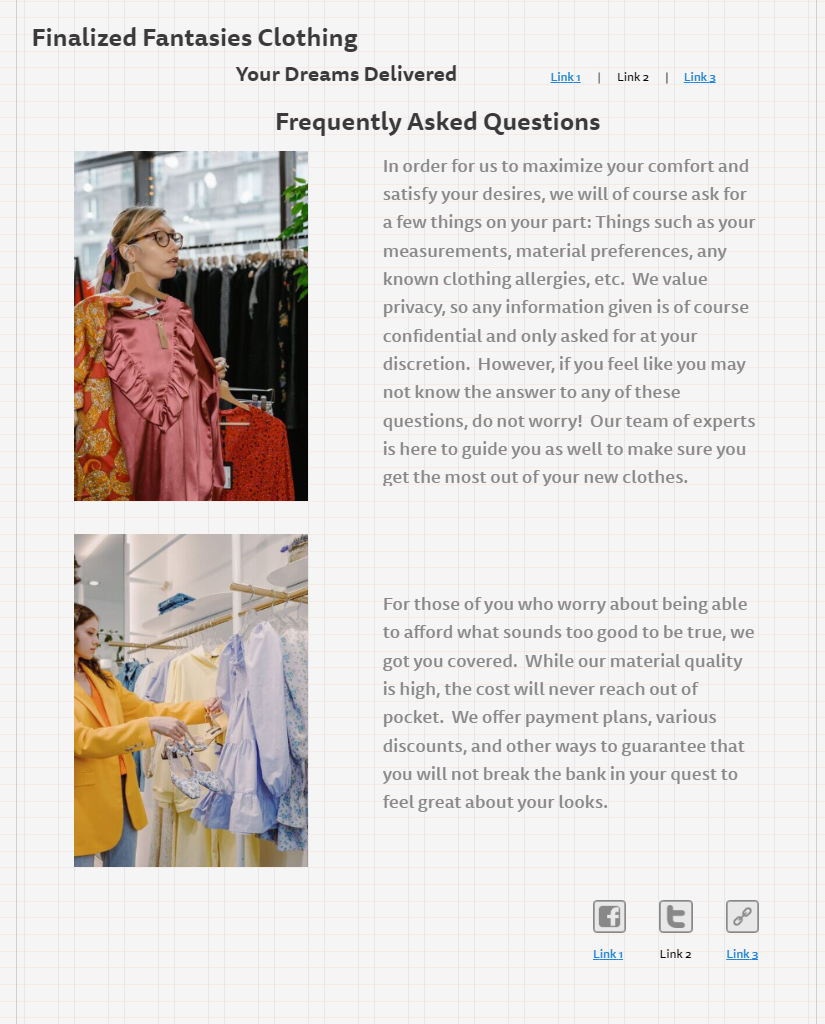 Finalized Fantasies Clothing
Your Dreams Delivered
Link 1 | Link 2 | Link 3
Frequently Asked Questions
In order for us to maximize your comfort and
satisfy your desires, we will of course ask for
a few things on your part: Things such as your
measurements, material preferences, any
known clothing allergies, etc.  We value
privacy, so any information given is of course
confidential and only asked for at your
discretion.  However, if you feel like you may
not know the answer to any of these
questions, do not worry!  Our team of experts
is here to guide you as well to make sure you
get the most out of your new clothes.
For those of you who worry about being able
to afford what sounds too good to be true, we
got you covered.  While our material quality
is high, the cost will never reach out of
pocket.  We offer payment plans, various
discounts, and other ways to guarantee that
you will not break the bank in your quest to
feel great about your looks.
Link 1 Link 2 Link 3